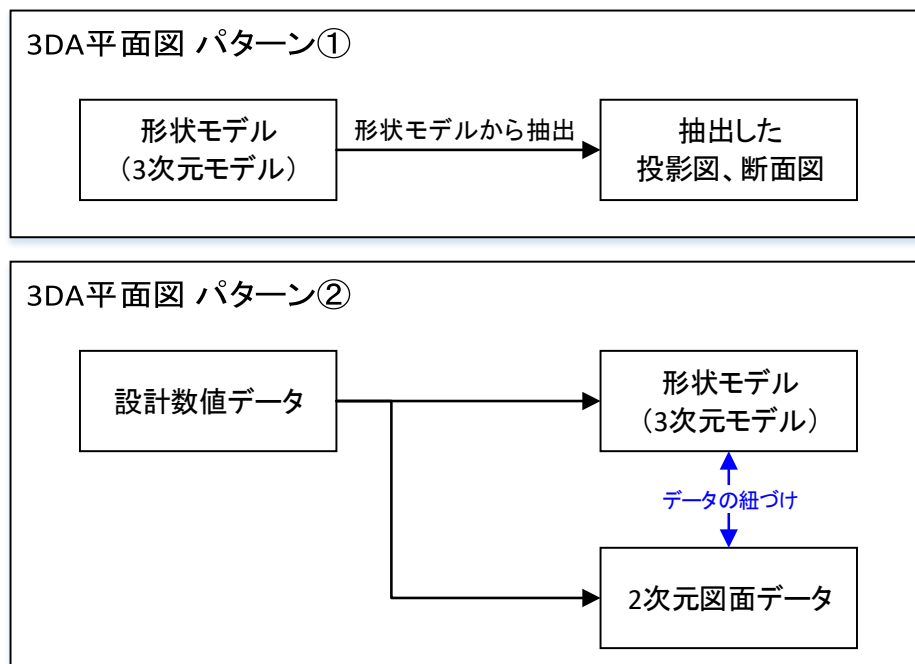 3DA平面図 パターン①
形状モデル
（3次元モデル）
形状モデルから抽出
抽出した
投影図、断面図
3DA平面図 パターン②
設計数値データ
形状モデル
（3次元モデル）
データの紐づけ
2次元図面データ